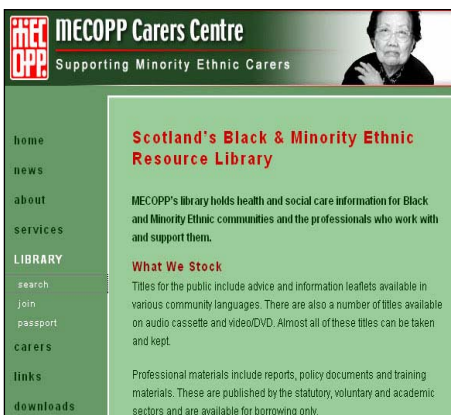 MEC
OPP.
MECOPP Carers Centre
Supporting Minority Ethnic Carers
home
news
about
services
LIBRARY
search
join
passport
carers
links
downloads
Scotland's Black & Minority Ethnic
Resource Library
MECOPP's library holds health and social care information for Black
and Minority Ethnic communities and the professionals who work with
and support them.
What We Stock
Titles for the public include advice and information leaflets available in
various community languages. There are also a number of titles available
on audio cassette and video/DVD. Almost all of these titles can be taken
and kept.
Professional materials include reports, policy documents and training
materials. These are published by the statutory, voluntary and academic
sectors and are available for borrowing only.